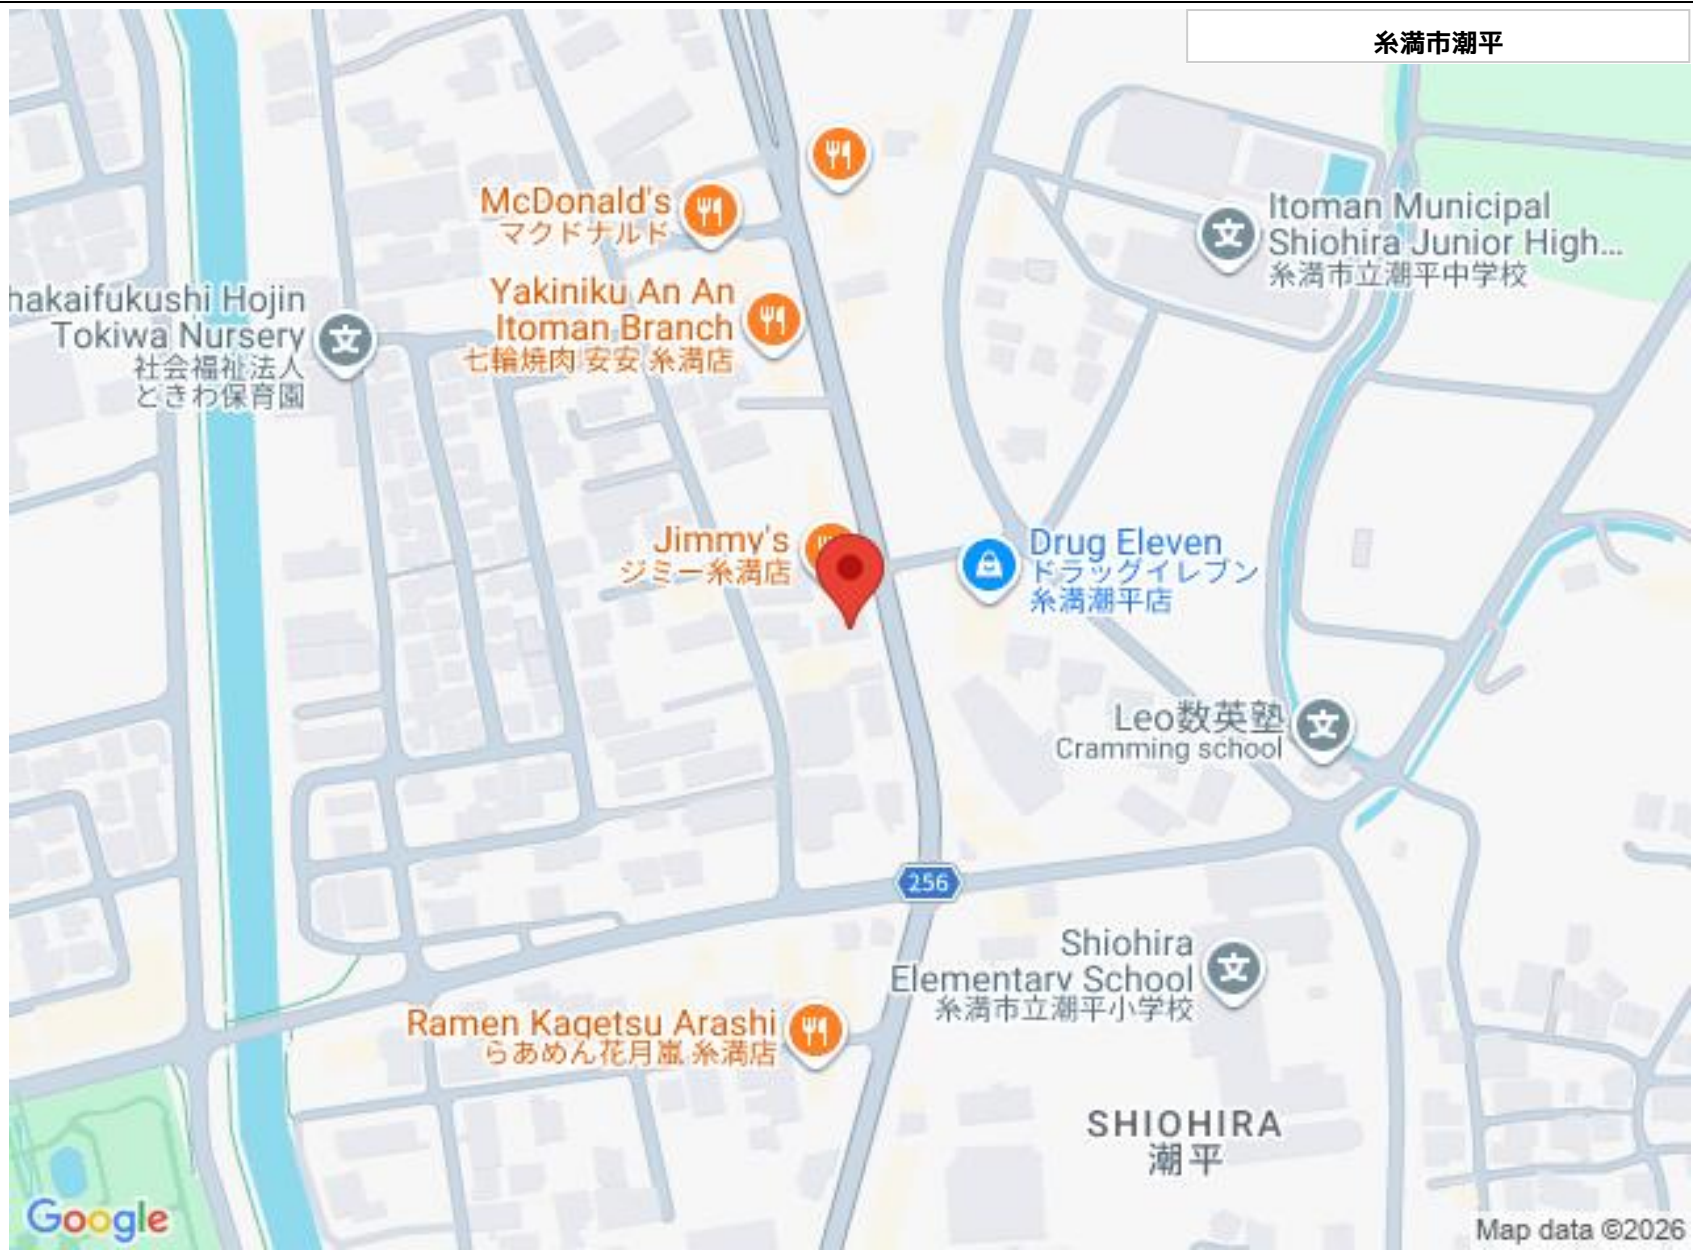 糸満市潮平
McDonald's
マクドナルド
Itoman Municipal
Shiohira Junior High...
糸満市立潮平中学校
Yakiniku An An
Itoman Branch
七輪焼肉 安安 糸満店
nakaifukushi Hojin
Tokiwa Nursery
社会福祉法人
ときわ保育園
Jimmy's
ジミー糸満店
Drug Eleven
ドラッグイレブン
糸満潮平店
Leo数英塾
Cramming school
256
Shiohira
Elementary School
糸満市立潮平小学校
Ramen Kagetsu Arashi
らあめん花月嵐 糸満店
SHIOHIRA
潮平
Google
Map data ©2026